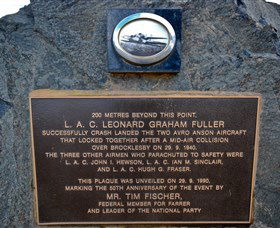 200 METRES BEYOND THIS POINT,
L. A. C. LEONARD GRAHAM FULLER
SUCCESSFULLY CRASH LANDED THE TWO AVRO ANSON AIRCRAFT
THAT LOCKED TOGETHER AFTER A MID-AIR COLLISION
OVER BROCKLESBY ON 29. 9. 1940.
THE THREE OTHER AIRMEN WHO PARACHUTED TO SAFETY WERE
L. A. C. JOHN I. HEWSON, L. A. C. IAN M. SINCLAIR,
AND L. A. C. HUGH G. FRASER.
THIS PLAQUE WAS UNVEILED ON 29. 9. 1990,
MARKING THE 50TH ANNIVERSARY OF THE EVENT BY
MR. TIM FISCHER,
FEDERAL MEMBER FOR FARRER
AND LEADER OF THE NATIONAL PARTY